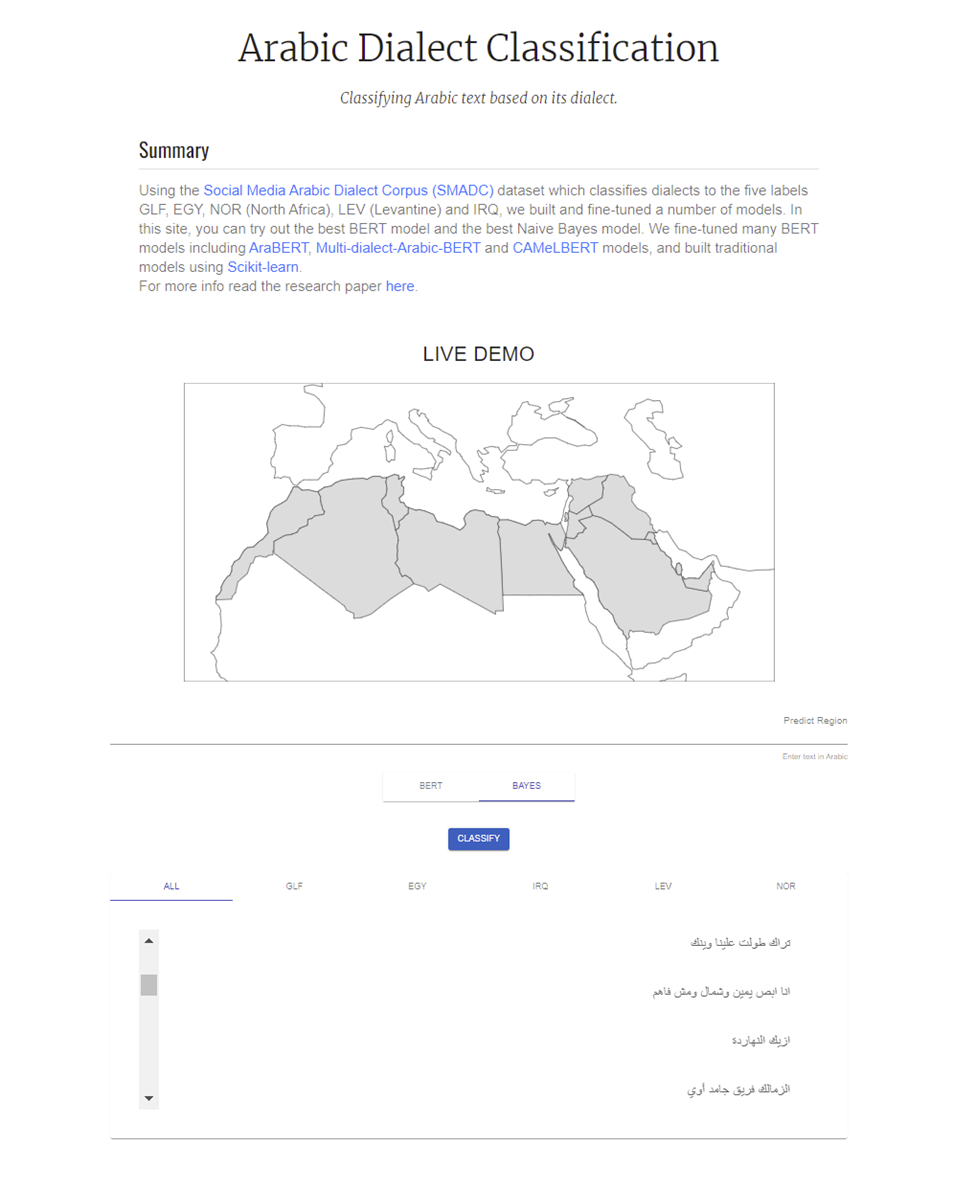 Arabic Dialect Classification
Classifying Arabic text based on its dialect.
Summary
Using the Social Media Arabic Dialect Corpus (SMADC) dataset which classifies dialects to the five labels
GLF, EGY, NOR (North Africa), LEV (Levantine) and IRQ, we built and fine-tuned a number of models. In
this site, you can try out the best BERT model and the best Naive Bayes model. We fine-tuned many BERT
models including AraBERT, Multi-dialect-Arabic-BERT and CAMeLBERT models, and built traditional
models using Scikit-learn.
For more info read the research paper here.
LIVE DEMO
Predict Region
Enter text in Arabic
BERT BAYES
CLASSIFY
ALL GLF EGY IRQ LEV NOR
تراك طولت علينا وينك
انا ابص يمين وشمال ومش فاهم
ازيك النهاردة
الزمالك فريق جامد أوي